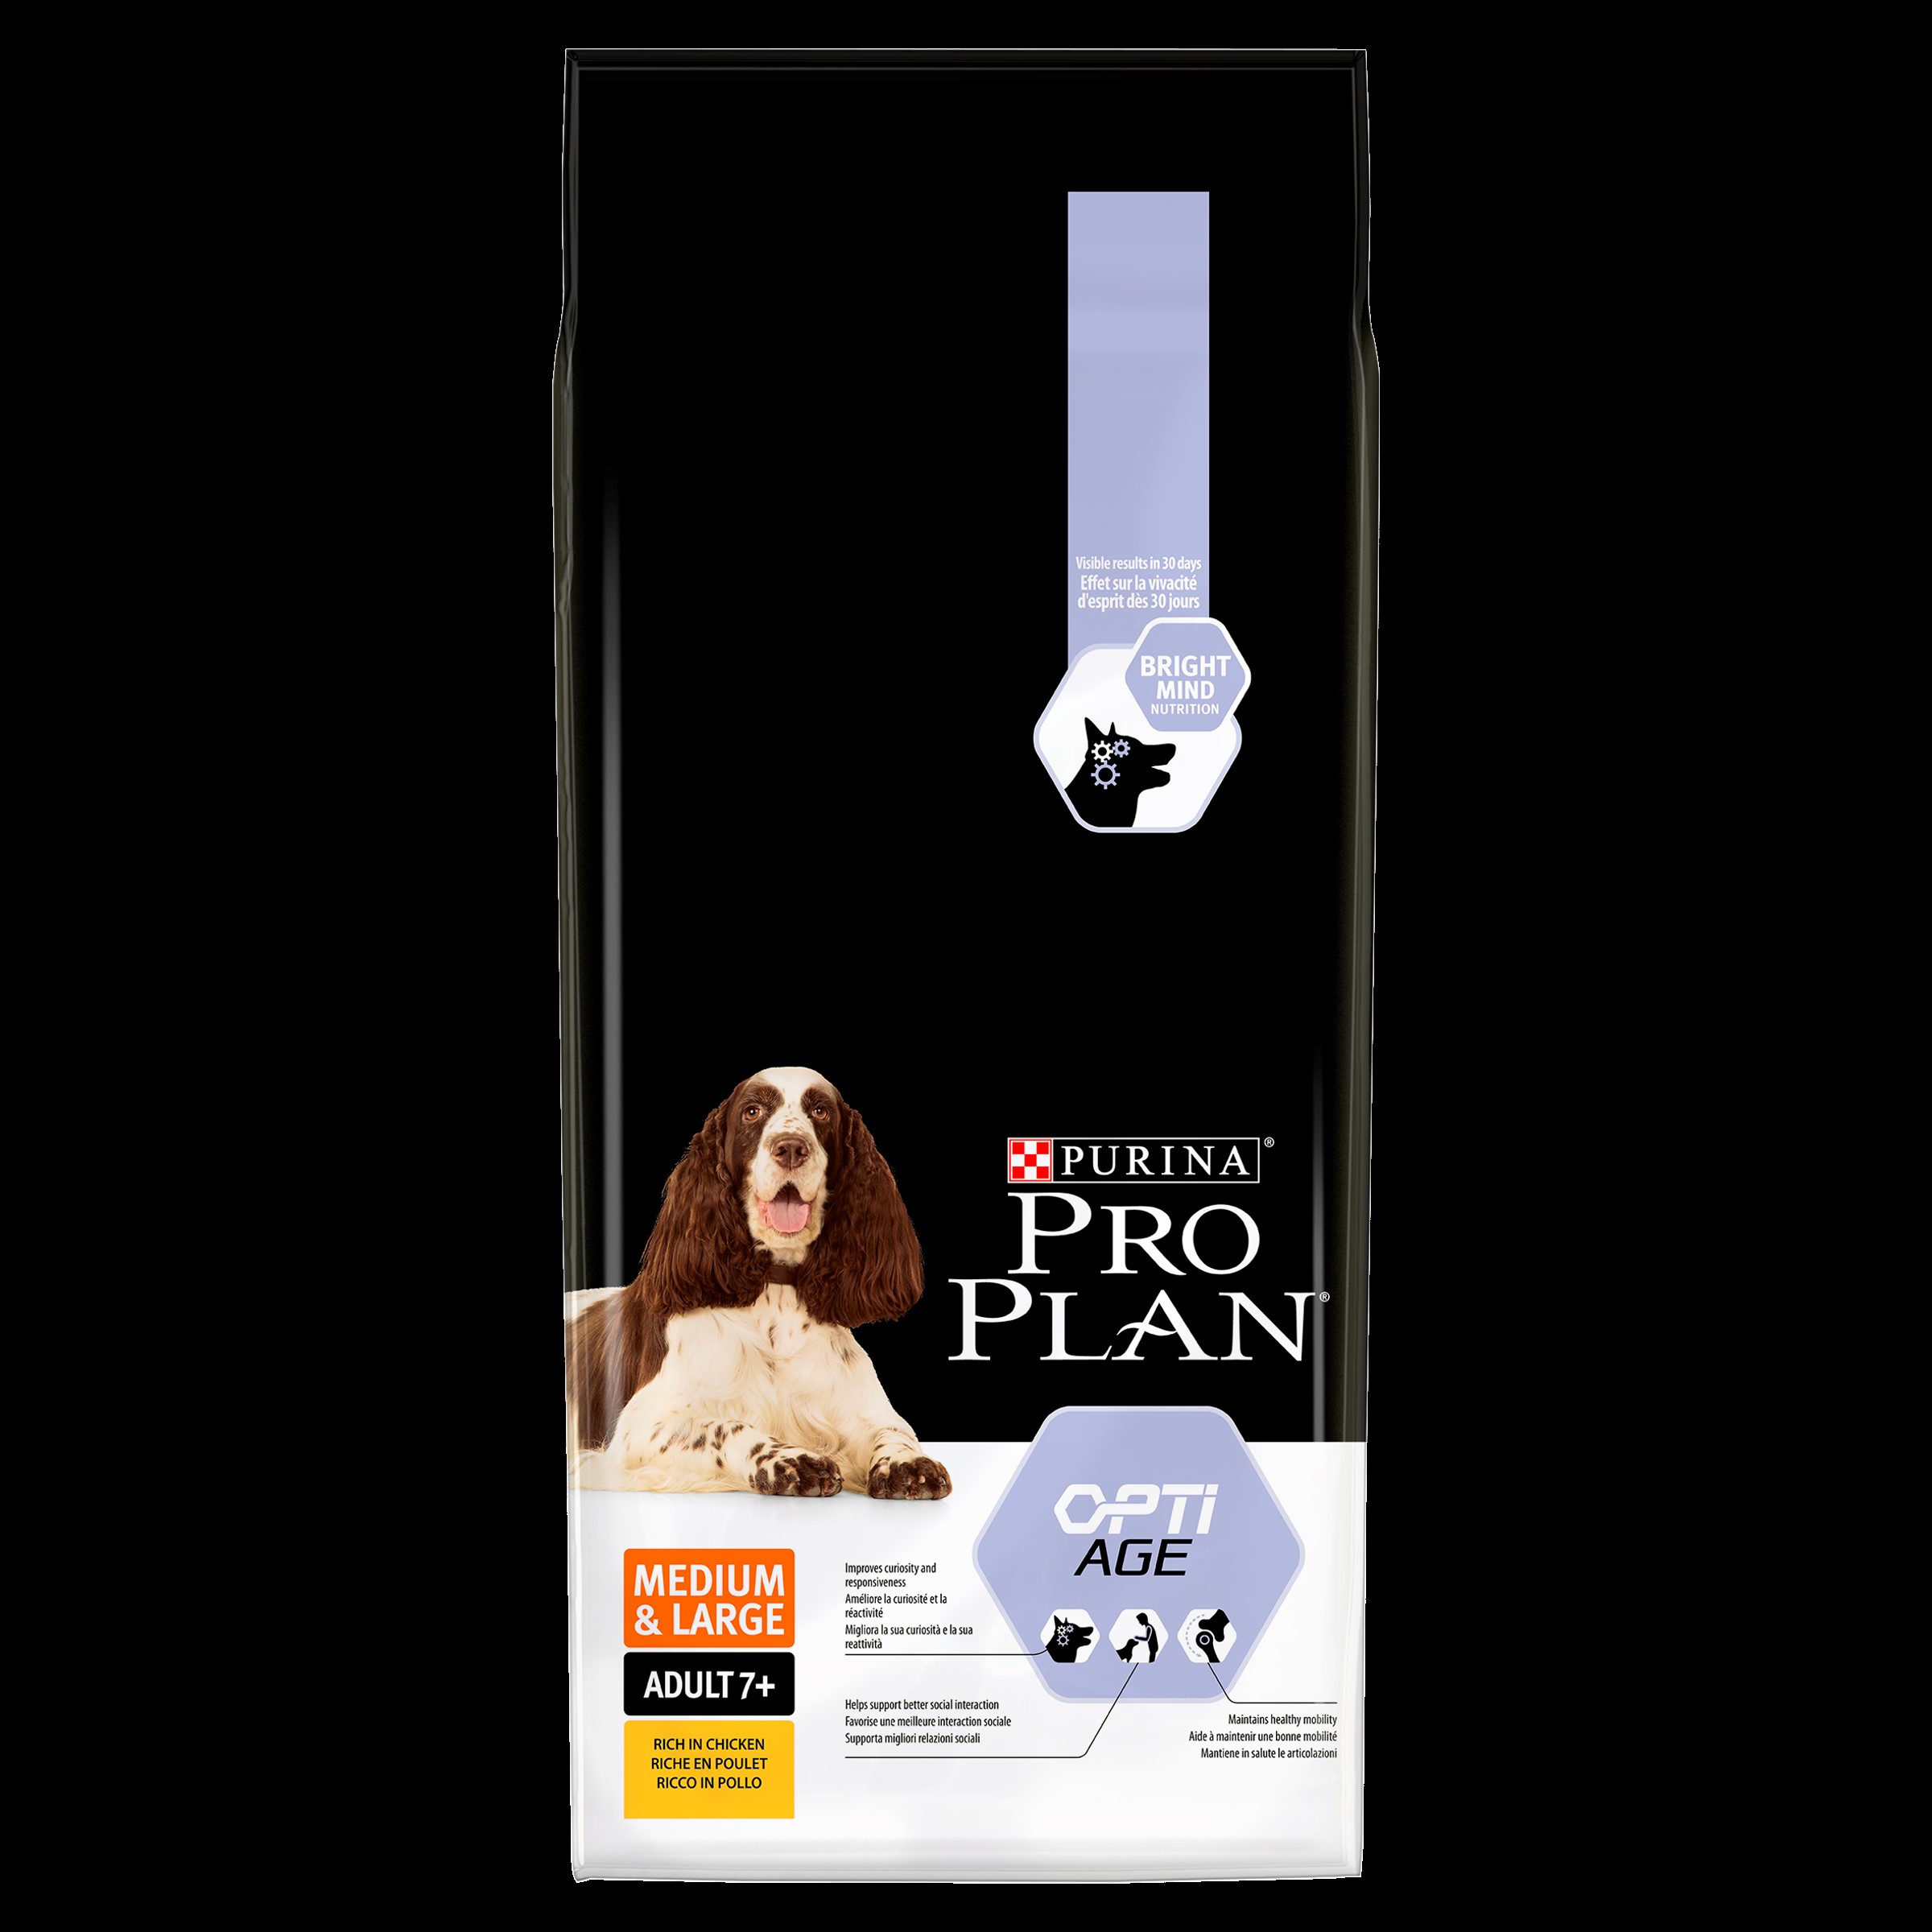 Visible results in 30 days
Effet sur la vivacité
d'esprit dès 30 jours
BRIGHT
MIND
NUTRITION
PURINA®
PRO
PLAN®
OPTI
AGE
MEDIUM
& LARGE
ADULT 7+
RICH IN CHICKEN
RICHE EN POULET
RICCO IN POLLO
Improves curiosity and
responsiveness
Améliore la curiosité et la
réactivité
Migliora la sua curiosità e la sua
reattività
Helps support better social interaction
Favorise une meilleure interaction sociale
Supporta migliori relazioni sociali
Maintains healthy mobility
Aide à maintenir une bonne mobilité
Mantiene in salute le articolazioni